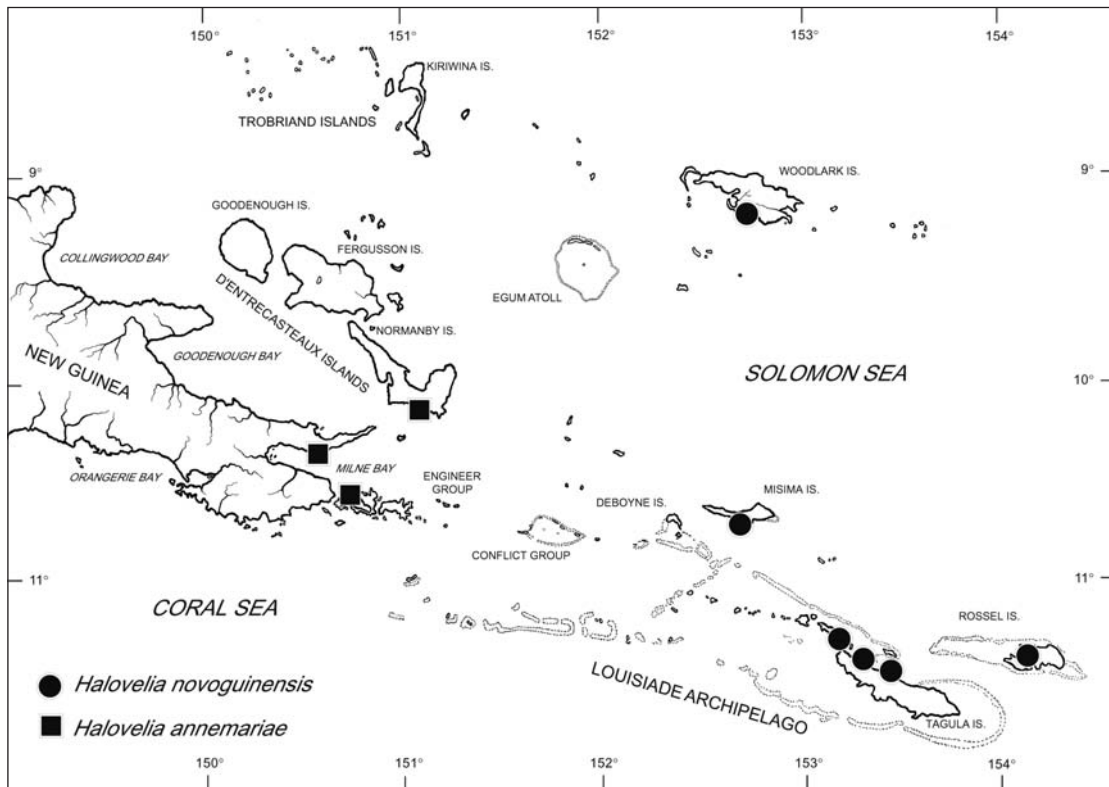 150°
151°
152°
153°
154°
KIRIWINA IS.
TROBRIAND ISLANDS
9°
WOODLARK IS.
9°
GOODENOUGH IS.
FERGUSSON IS.
COLLINGWOOD BAY
EGUM ATOLL
D'ENTRECASTEAUX ISLANDS
NORMANBY IS.
GOODENOUGH BAY
NEW GUINEA
SOLOMON SEA
10°
MILNE BAY
ORANGERIE BAY
ENGINEER
GROUP
DEBOYNE IS.
MISIMA IS.
CONFLICT GROUP
11°
11°
CORAL SEA
ROSSEL IS.
LOUISIADE ARCHIPELAGO
TAGULA IS.
Halovelia novoguinensis
Halovelia annemariae
150°
151°
152°
153°
154°